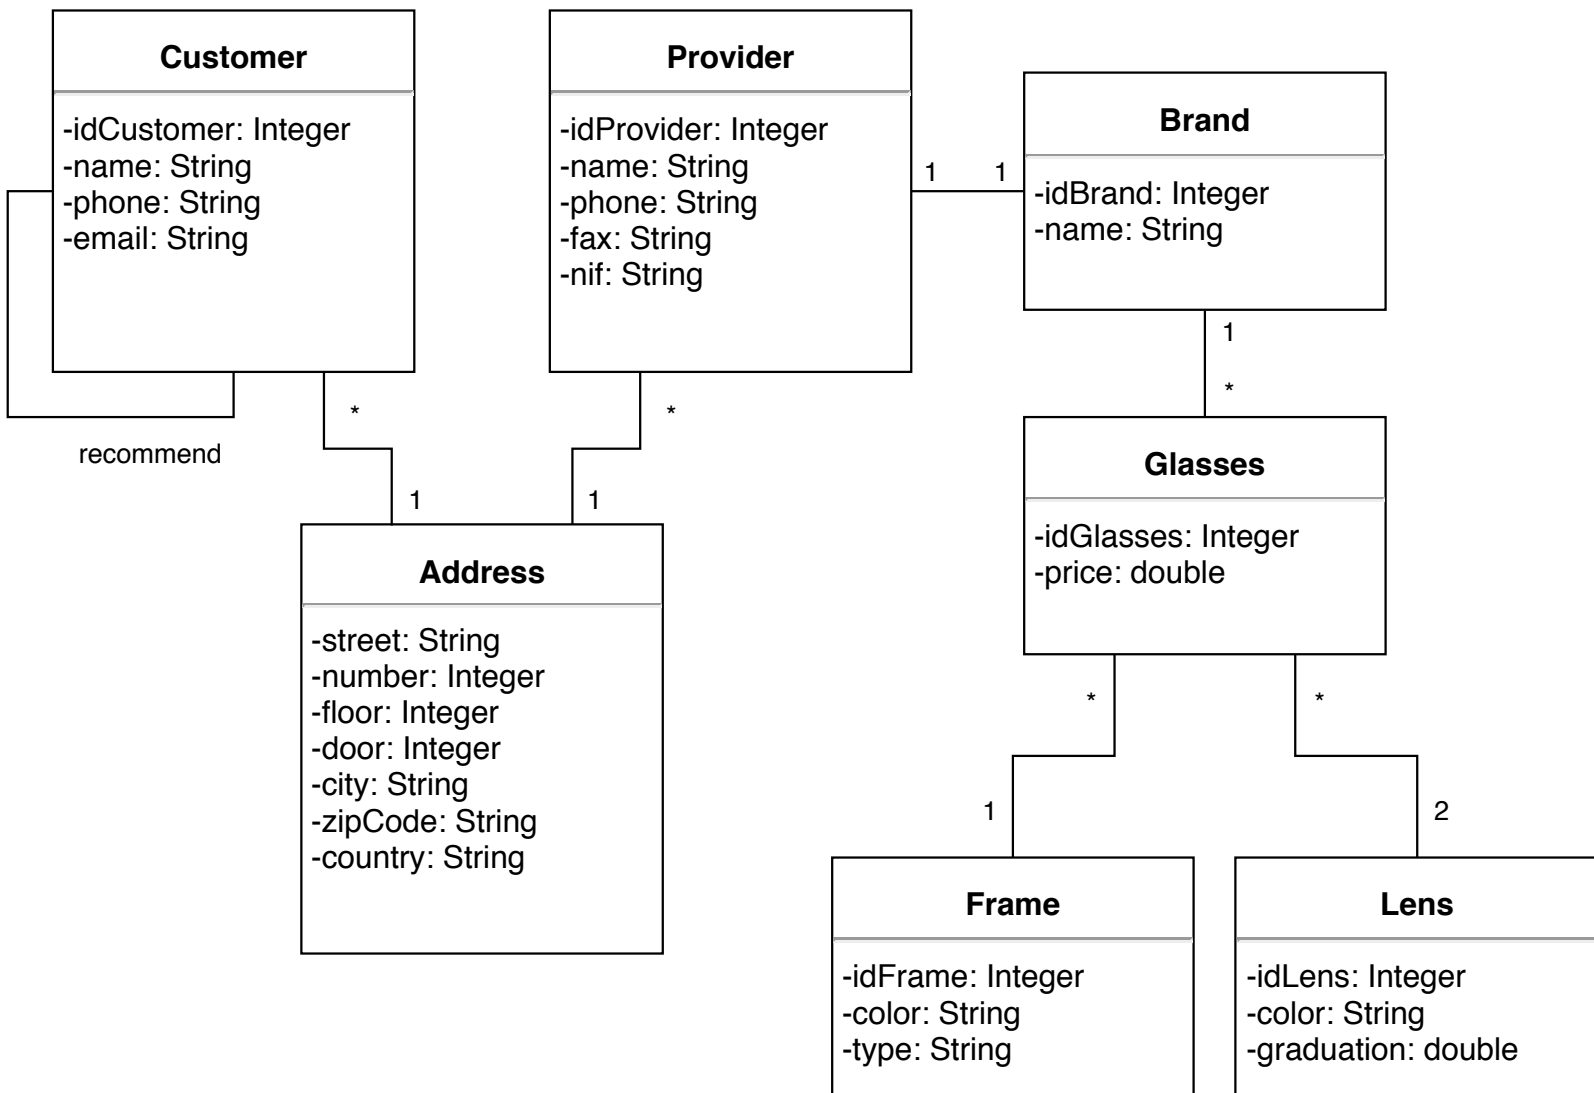 Customer
-idCustomer: Integer
-name: String
-phone: String
-email: String
recommend
*
1
Provider
-idProvider: Integer
-name: String
-phone: String
-fax: String
-nif: String
1
1
*
1
Brand
-idBrand: Integer
-name: String
1
*
Address
-street: String
-number: Integer
-floor: Integer
-door: Integer
-city: String
-zipCode: String
-country: String
Glasses
-idGlasses: Integer
-price: double
*
*
1
2
Frame
-idFrame: Integer
-color: String
-type: String
Lens
-idLens: Integer
-color: String
-graduation: double